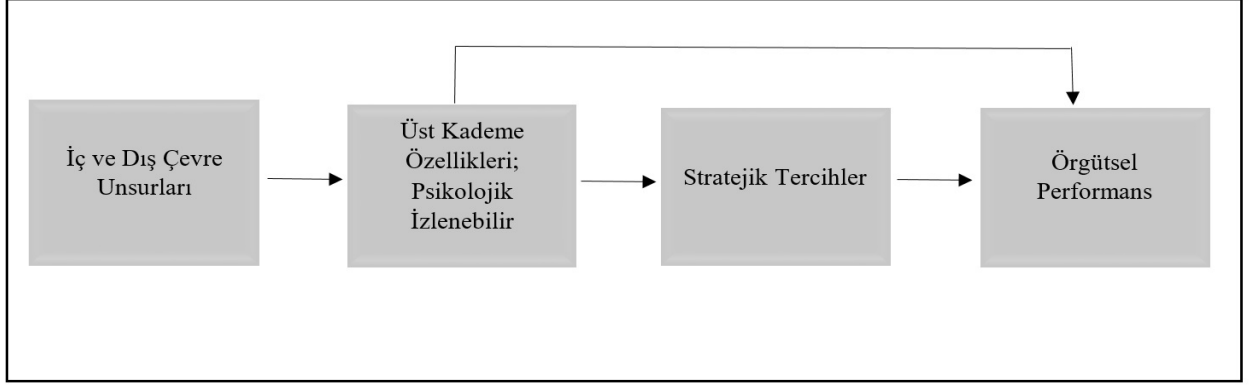 İç ve Dış Çevre
Unsurları
Üst Kademe
Özellikleri;
Psikolojik
İzlenebilir
Stratejik Tercihler
Örgütsel
Performans